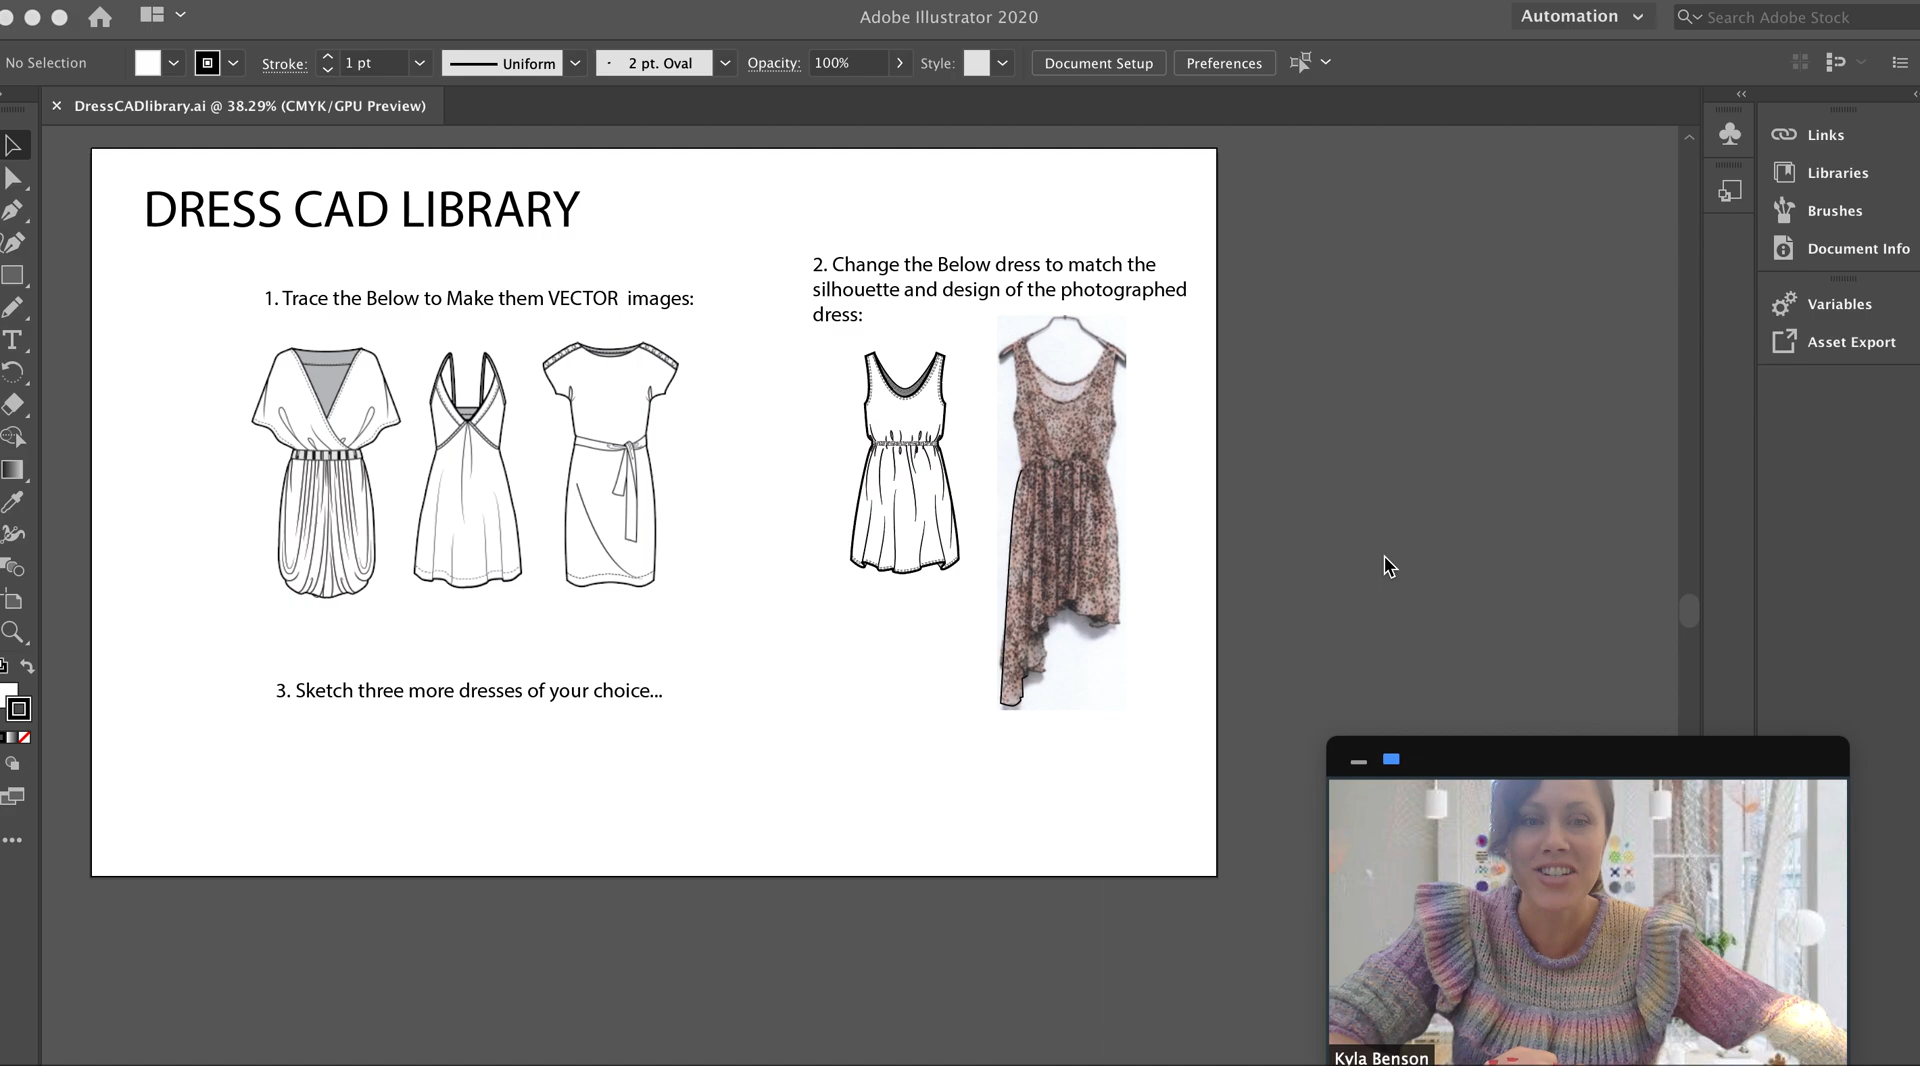 Adobe Illustrator 2020
Automation
Search Adobe Stock
No Selection
Stroke:
1 pt
Uniform
2 pt. Oval
Opacity:
100%
Style:
Document Setup
Preferences
DressCADlibrary.ai @ 38.29% (CMYK/GPU Preview)
DRESS CAD LIBRARY
1. Trace the Below to Make them VECTOR images:
2. Change the Below dress to match the
silhouette and design of the photographed
dress:
3. Sketch three more dresses of your choice...
Links
Libraries
Brushes
Document Info
Variables
Asset Export
Kyla Benson